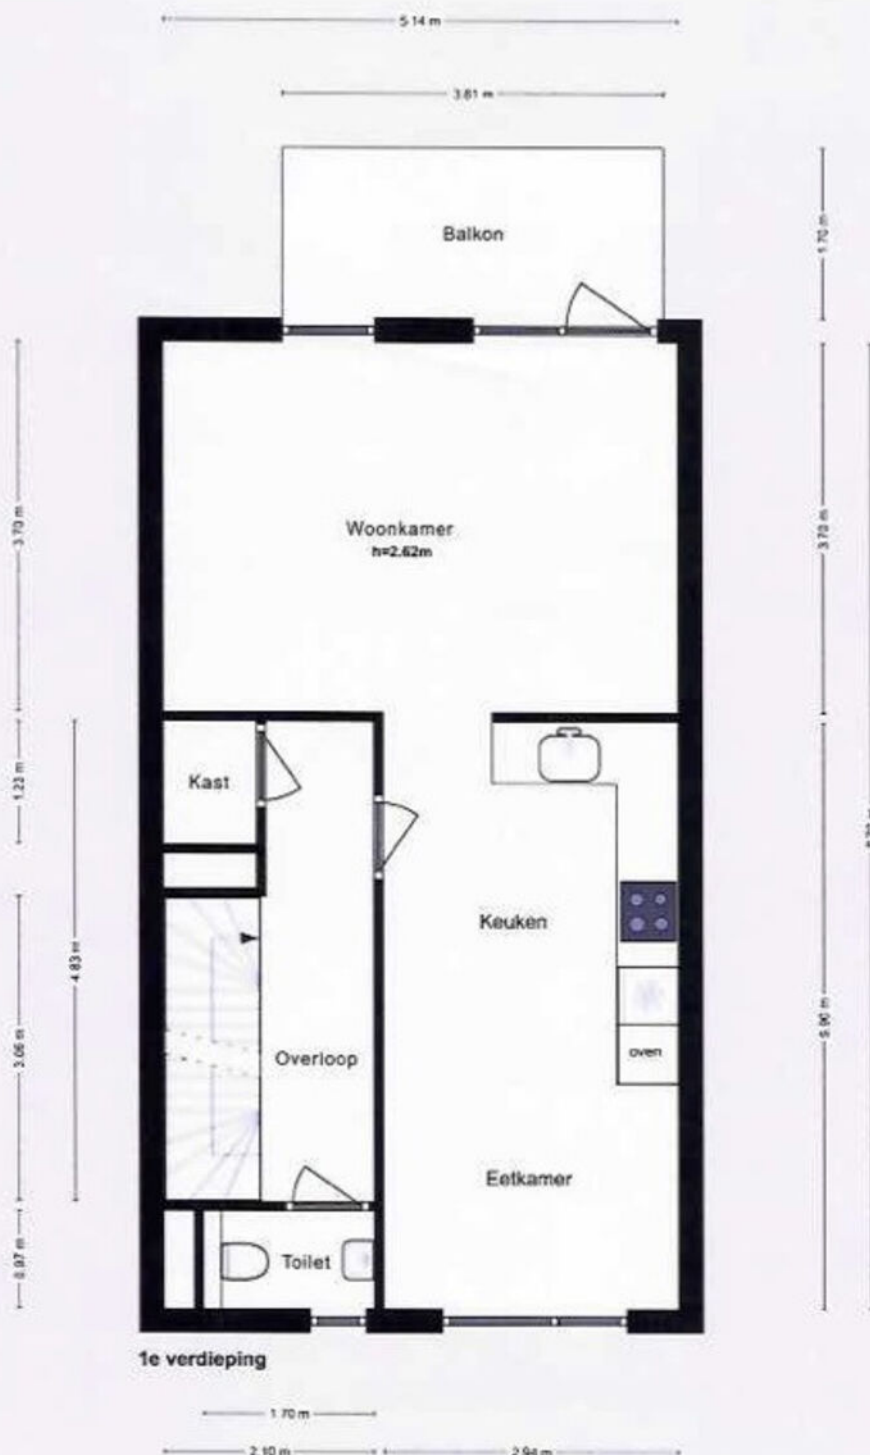 5.14 m
3.81 m
Balkon
1.70 m
Woonkamer
h=2.62m
3.70 m
3.70 m
Kast
1.23 m
Keuken
4.83 m
5.90 m
3.06 m
Overloop
oven
Eetkamer
Toilet
0.97 m
1e verdieping
1.70 m
2.10 m
2.94 m